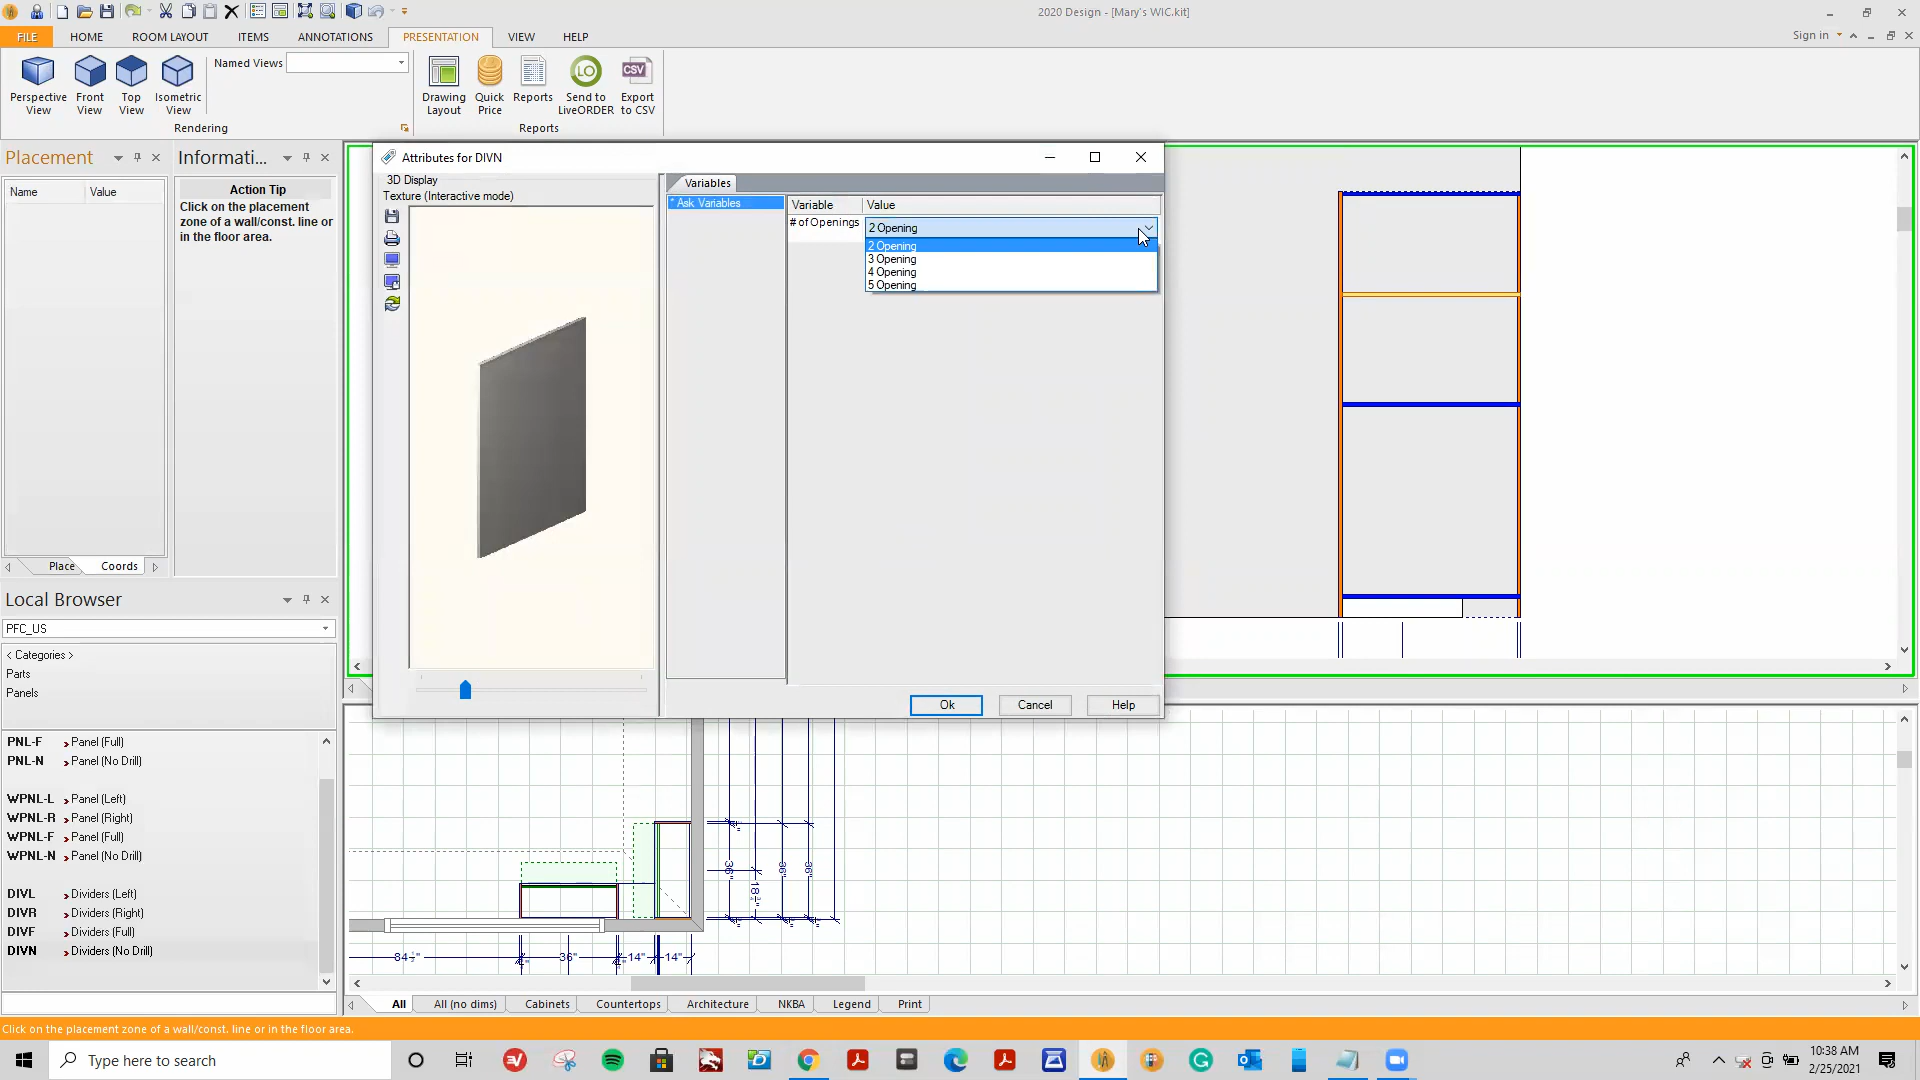 2020 Design - [Mary's WIC.kit]
FILE HOME ROOM LAYOUT ITEMS ANNOTATIONS PRESENTATION VIEW HELP
Sign in
Perspective View
Front View
Top View
Isometric View
Named Views
Rendering
Drawing Layout
Quick Price
Reports
LO
Send to LiveORDER
CSV
Export to CSV
Reports
Placement
Name Value
Place Coords
Informati...
Action Tip
Click on the placement
zone of a wall/const. line or
in the floor area.
Attributes for DIVN
3D Display
Texture (Interactive mode)
Variables
* Ask Variables
Variable Value
# of Openings 2 Opening
2 Opening
3 Opening
4 Opening
5 Opening
Ok Cancel Help
Local Browser
PFC_US
< Categories >
Parts
Panels
PNL-F Panel (Full)
PNL-N Panel (No Drill)
WPNL-L Panel (Left)
WPNL-R Panel (Right)
WPNL-F Panel (Full)
WPNL-N Panel (No Drill)
DIVL Dividers (Left)
DIVR Dividers (Right)
DIVF Dividers (Full)
DIVN Dividers (No Drill)
36" 36" 36"
36" 14" 14"
All All (no dims) Cabinets Countertops Architecture NKBA Legend Print
Click on the placement zone of a wall/const. line or in the floor area.
Type here to search
10:38 AM
2/25/2021